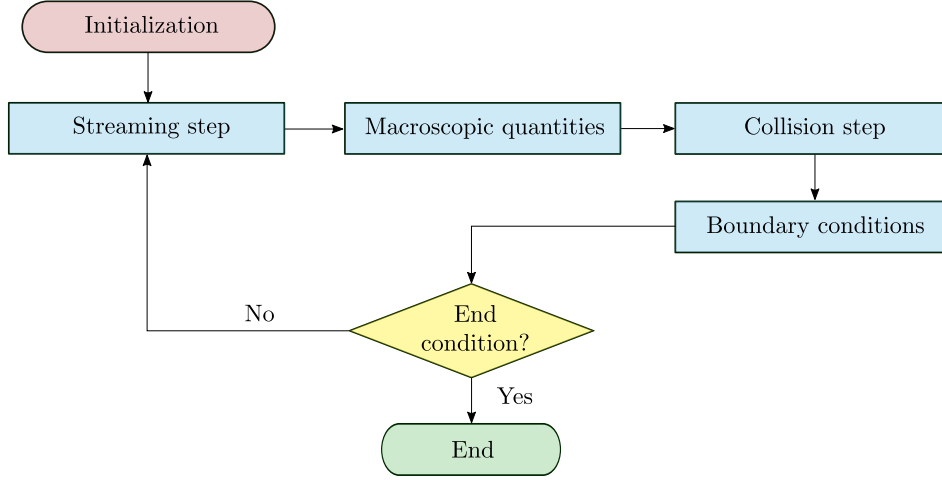 Initialization
Streaming step
Macroscopic quantities
Collision step
Boundary conditions
End
condition?
No
Yes
End